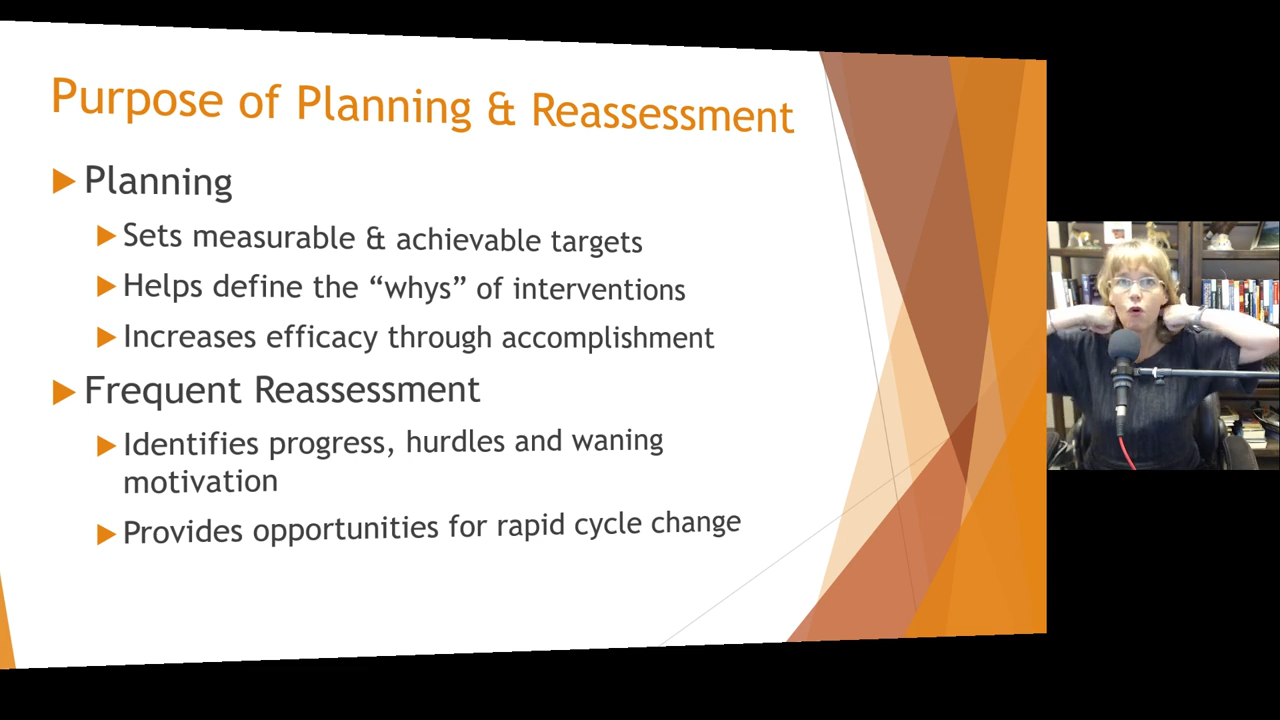 Purpose of Planning & Reassessment
Planning
Sets measurable & achievable targets
Helps define the “whys” of interventions
Increases efficacy through accomplishment
Frequent Reassessment
Identifies progress, hurdles and waning
motivation
Provides opportunities for rapid cycle change